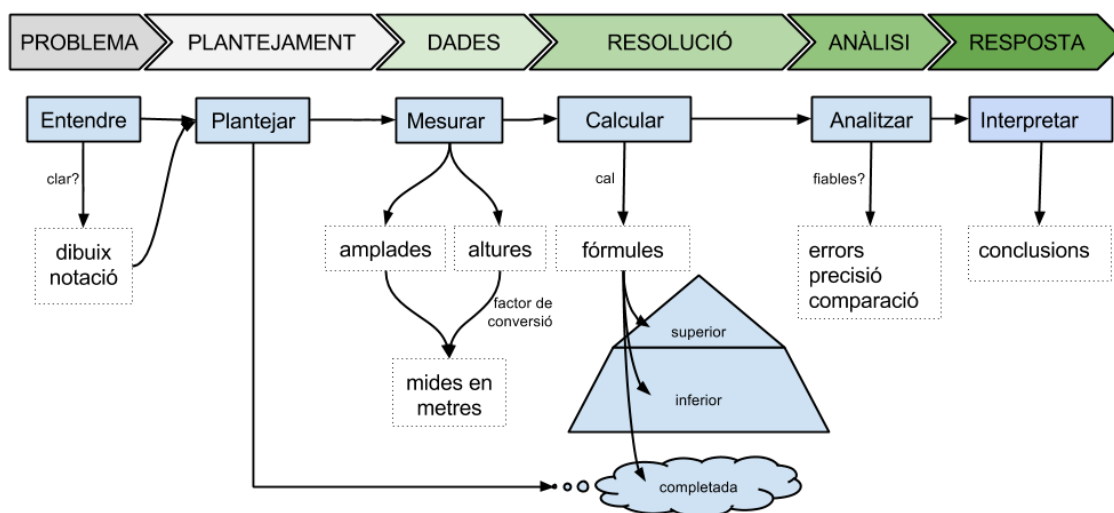 PROBLEMA
PLANTEJAMENT
DADES
RESOLUCIÓ
ANÀLISI
RESPOSTA
Entendre
Plantejar
Mesurar
Calcular
Analitzar
Interpretar
clar?
cal
fiables?
dibuix
notació
amplades
altures
fórmules
errors
precisió
comparació
conclusions
factor de
conversió
superior
mides en
metres
inferior
completada